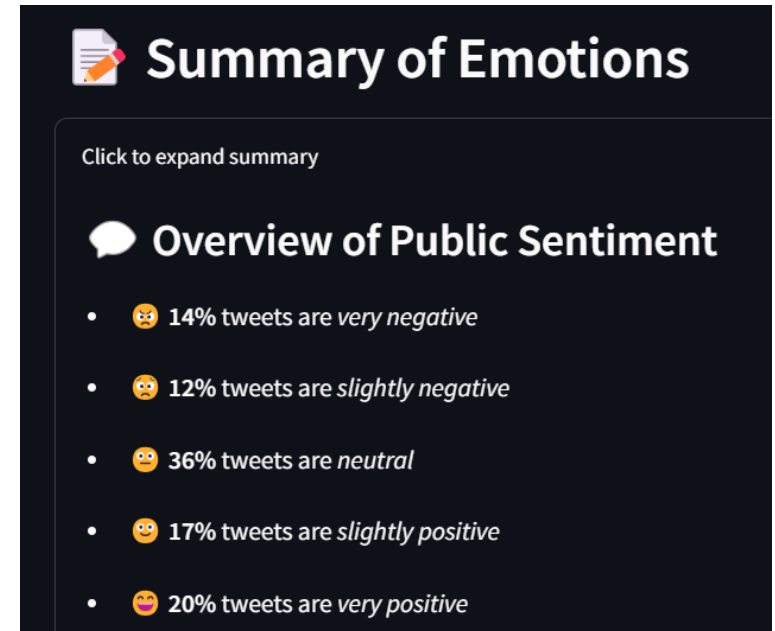 Summary of Emotions
Click to expand summary
Overview of Public Sentiment
• 14% tweets are very negative
• 12% tweets are slightly negative
• 36% tweets are neutral
• 17% tweets are slightly positive
• 20% tweets are very positive